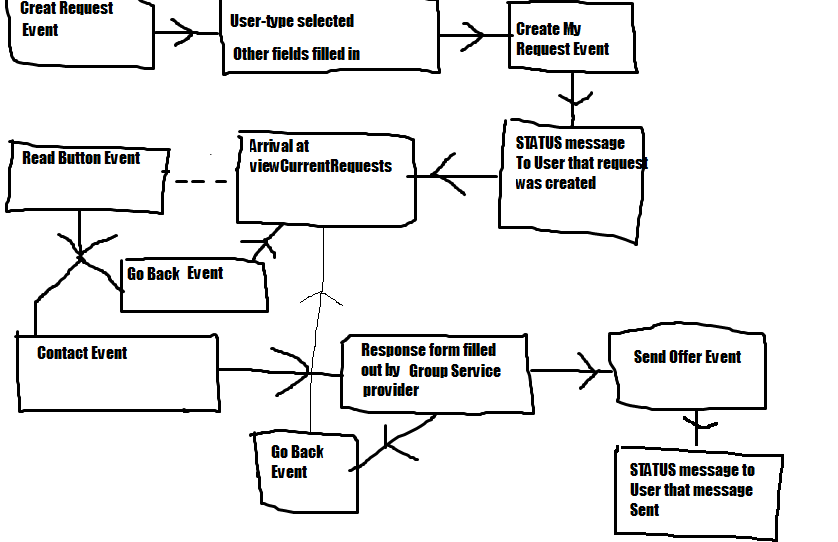 Creat Request
Event
User-type selected
Other fields filled in
Create My
Request Event
Read Button Event
Arrival at
viewCurrentRequests
STATUS message
To User that request
was created
Go Back Event
Contact Event
Response form filled
out by Group Service
provider
Send Offer Event
Go Back
Event
STATUS message to
User that message
Sent